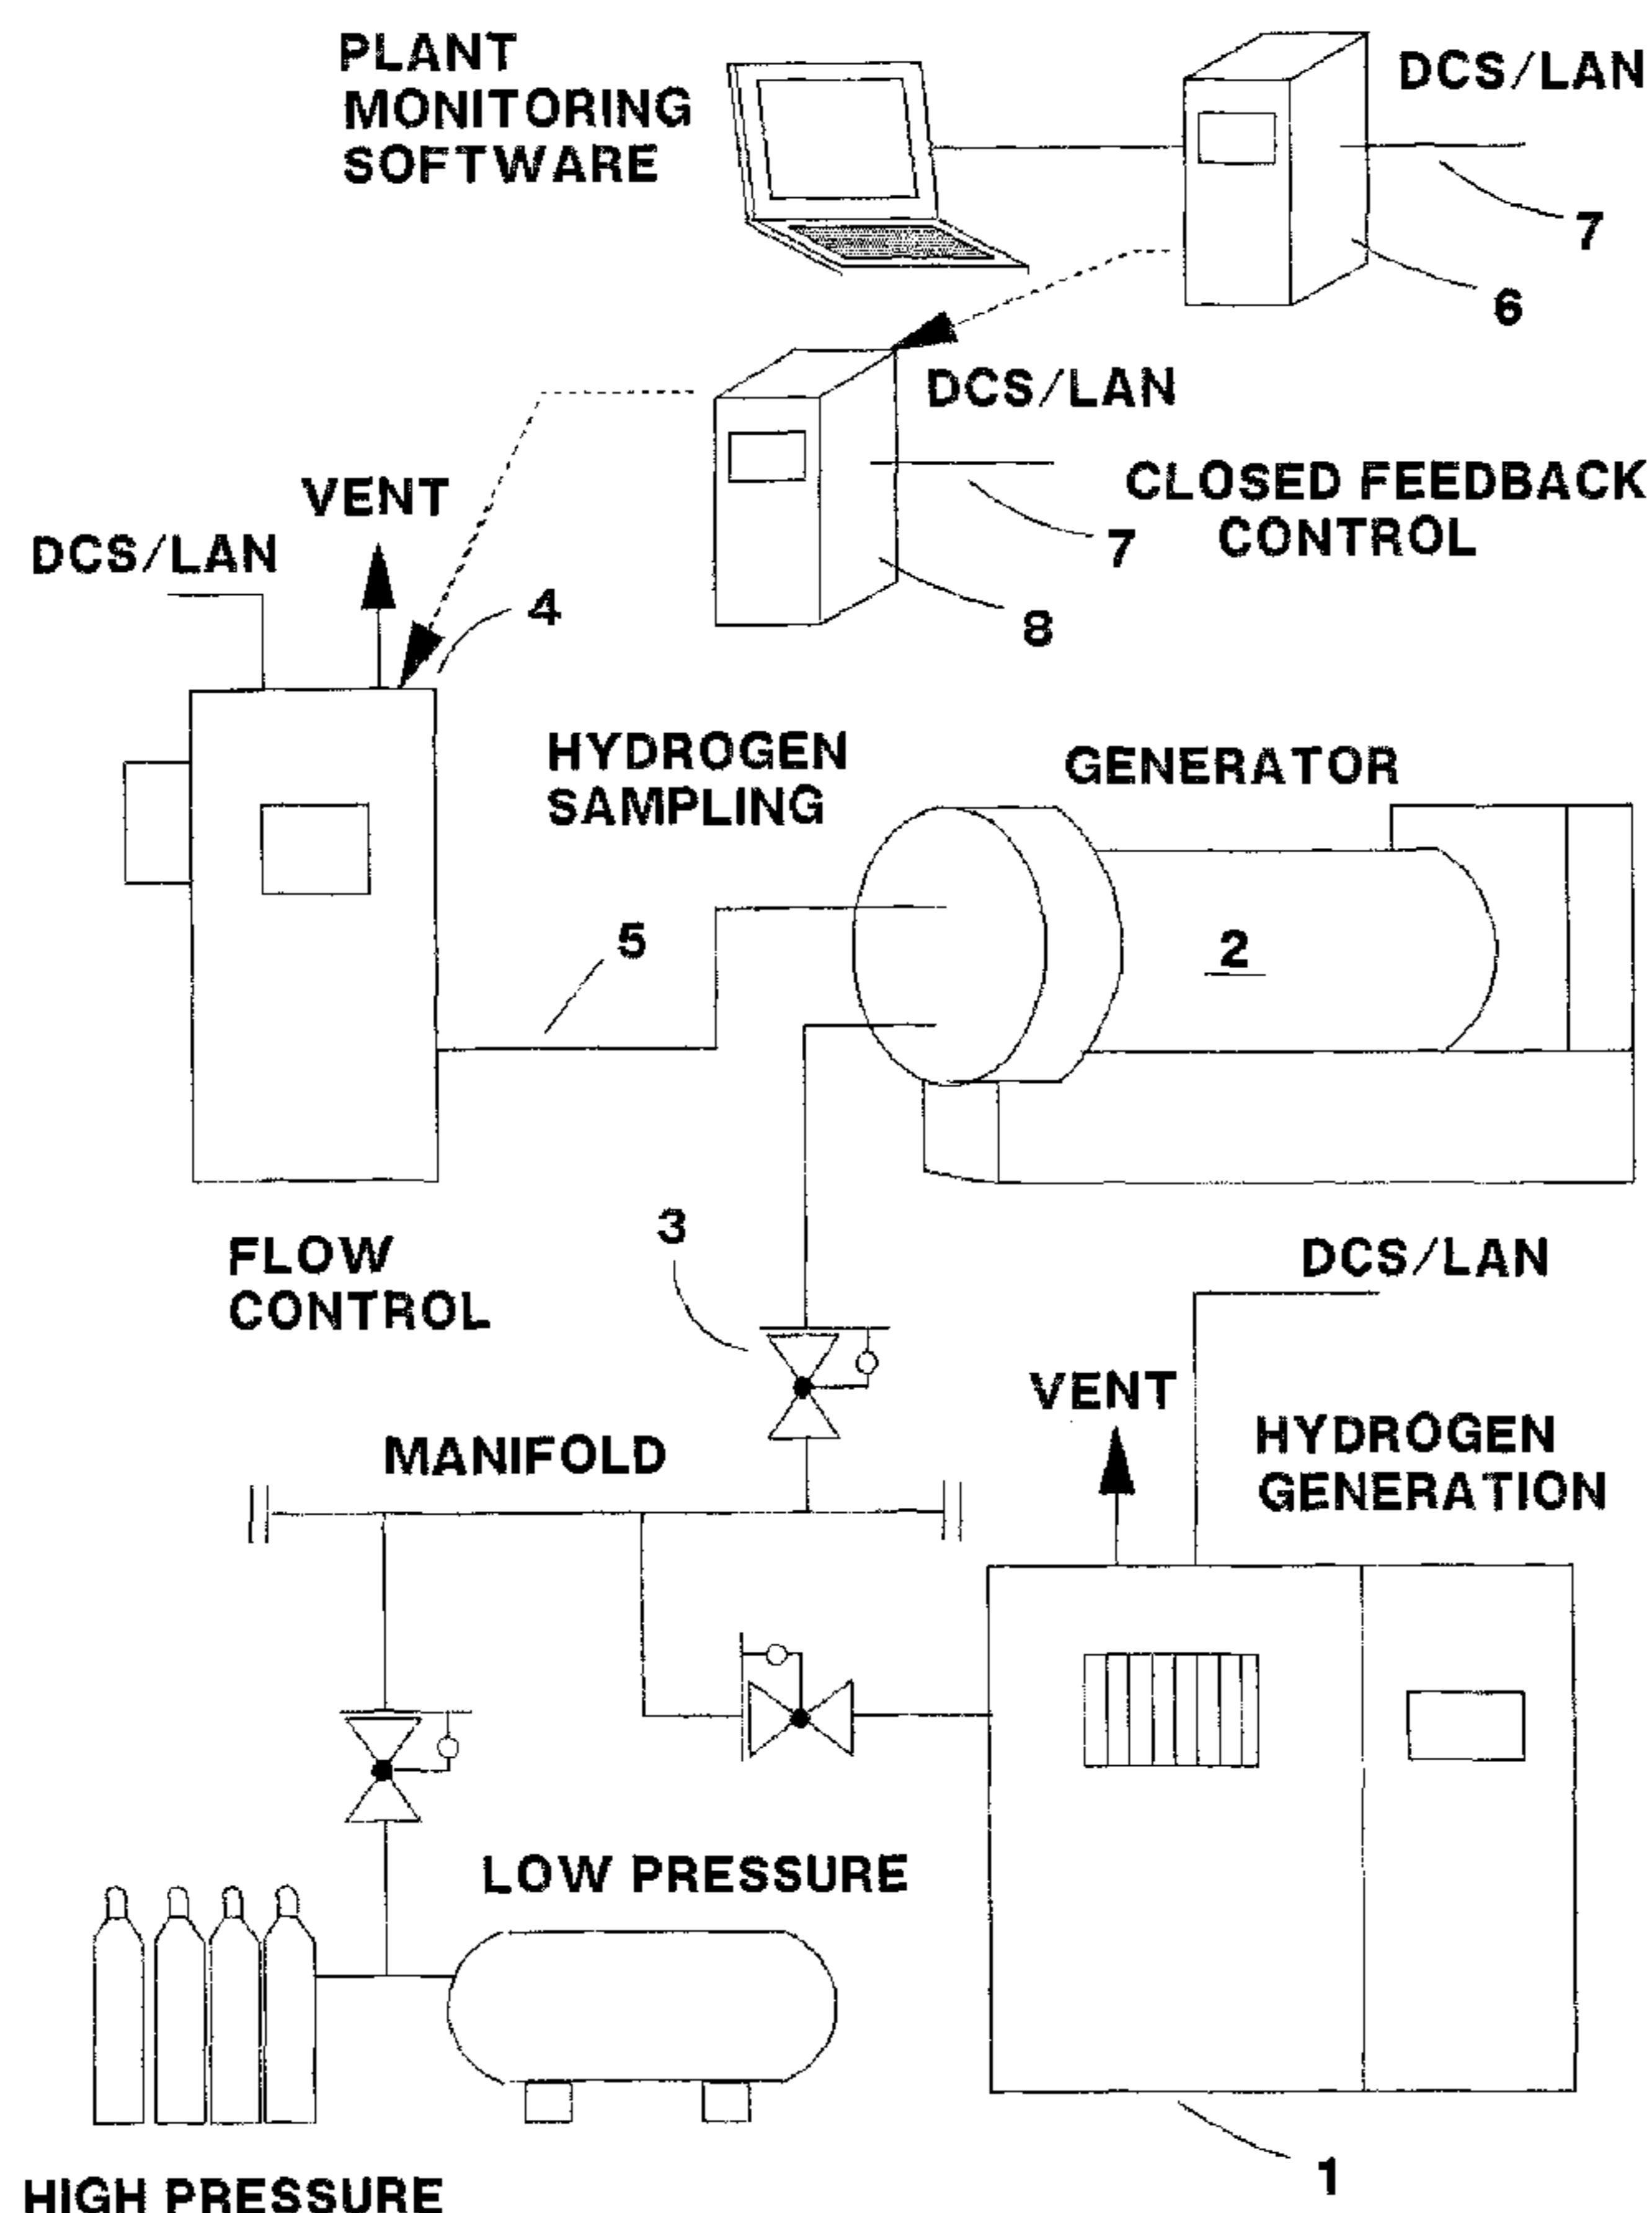 PLANT
MONITORING
SOFTWARE
DCS/LAN
7
6
DCS/LAN
CLOSED FEEDBACK
CONTROL
7
8
VENT
DCS/LAN
4
HYDROGEN
SAMPLING
GENERATOR
5
2
FLOW
CONTROL
3
DCS/LAN
VENT
HYDROGEN
GENERATION
MANIFOLD
LOW PRESSURE
HIGH PRESSURE
1